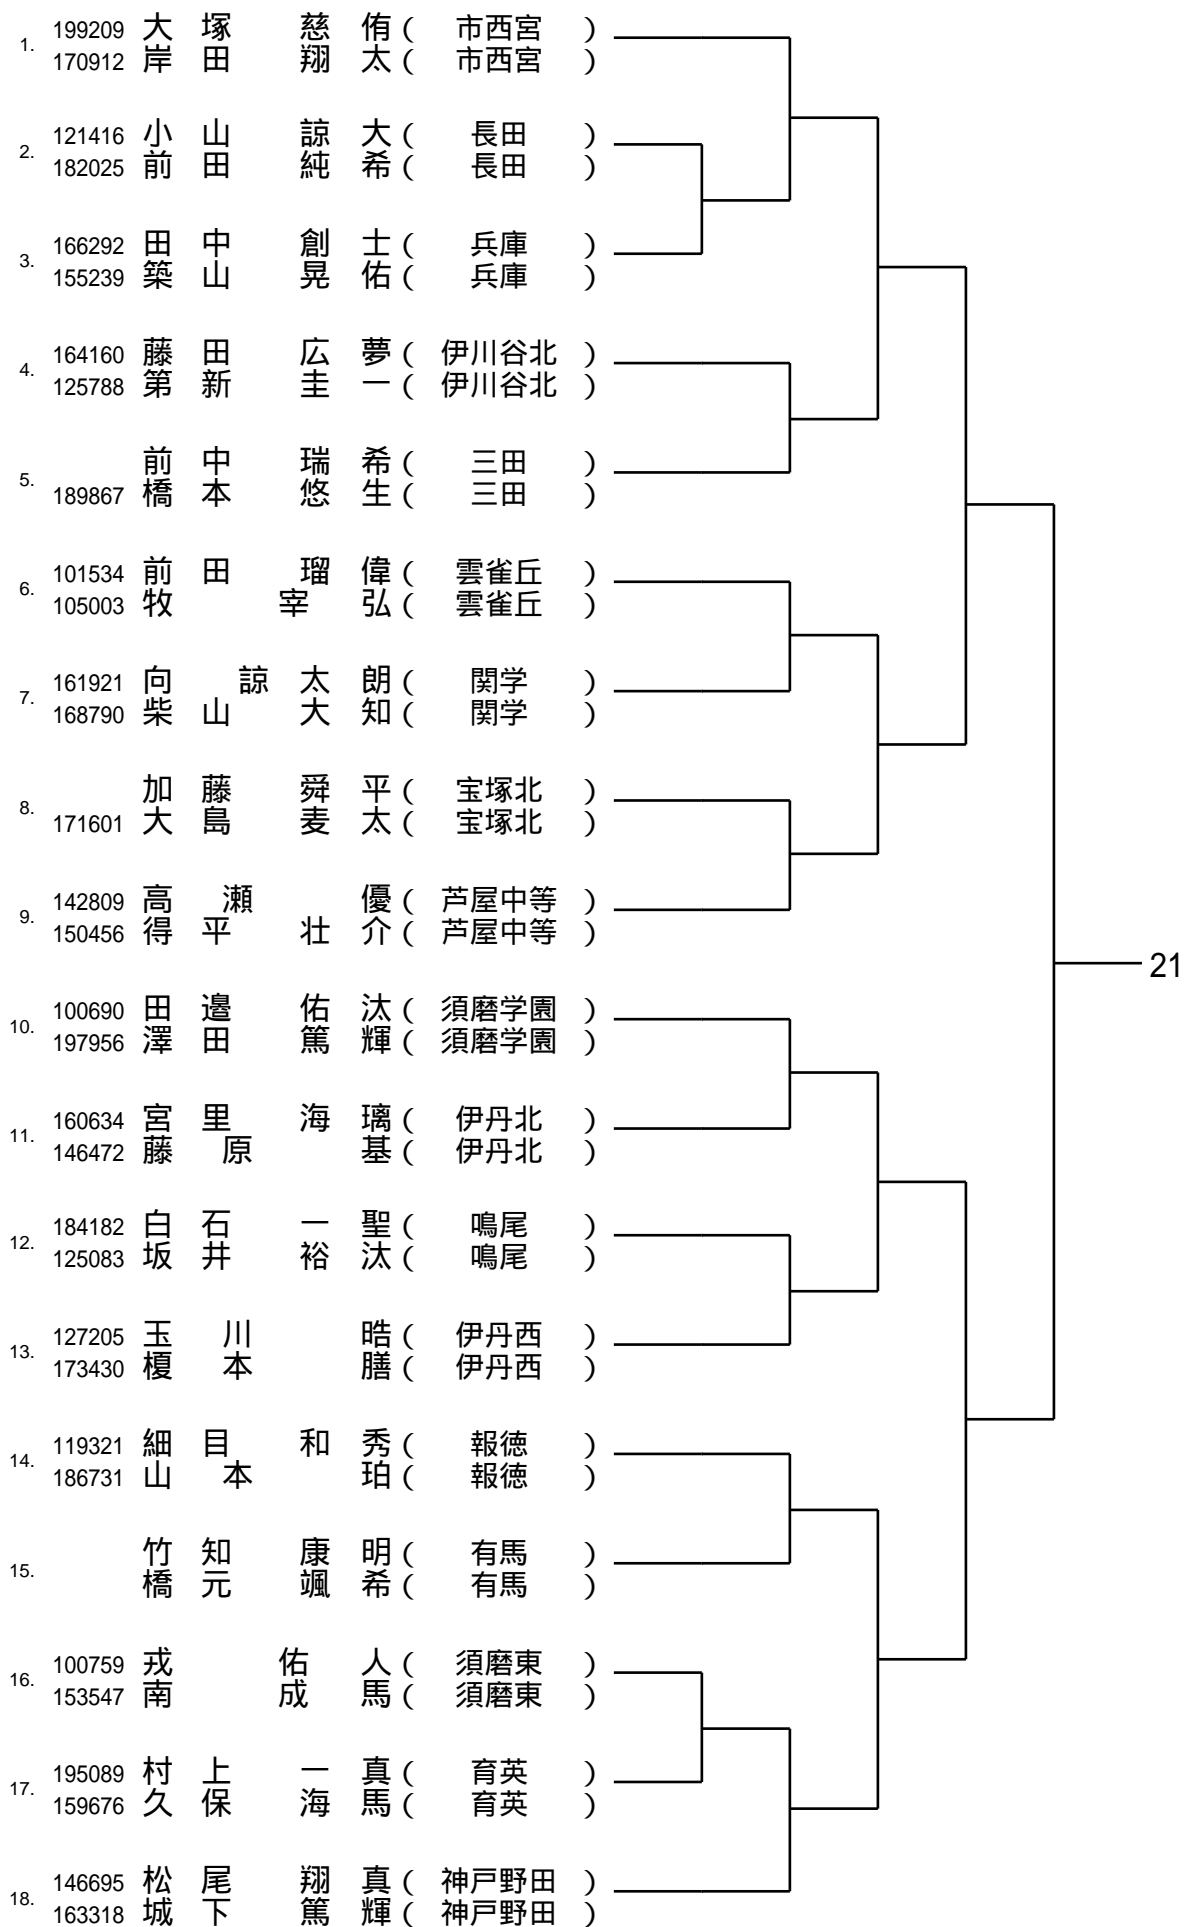 1. 199209 大塚 慈侑 ( 市西宮 )
170912 岸田 翔太 ( 市西宮 )
2. 121416 小山 諒大 ( 長田 )
182025 前田 純希 ( 長田 )
3. 166292 田中 創士 ( 兵庫 )
155239 築山 晃佑 ( 兵庫 )
4. 164160 藤田 広夢 ( 伊川谷北 )
125788 第新 圭一 ( 伊川谷北 )
5. 前中 瑞希 ( 三田 )
189867 橋本 悠生 ( 三田 )
6. 101534 前田 瑠偉 ( 雲雀丘 )
105003 牧 宰弘 ( 雲雀丘 )
7. 161921 向 諒太朗 ( 関学 )
168790 柴山 大知 ( 関学 )
8. 加藤 舜平 ( 宝塚北 )
171601 大島 麦太 ( 宝塚北 )
9. 142809 高瀬 優 ( 芦屋中等 )
150456 得平 壮介 ( 芦屋中等 )
21
10. 100690 田邉 佑汰 ( 須磨学園 )
197956 澤田 篤輝 ( 須磨学園 )
11. 160634 宮里 海璃 ( 伊丹北 )
146472 藤原 基 ( 伊丹北 )
12. 184182 白石 一聖 ( 鳴尾 )
125083 坂井 裕汰 ( 鳴尾 )
13. 127205 玉川 晧 ( 伊丹西 )
173430 榎本 膳 ( 伊丹西 )
14. 119321 細目 和秀 ( 報徳 )
186731 山本 珀 ( 報徳 )
15. 竹知 康明 ( 有馬 )
橋元 颯希 ( 有馬 )
16. 100759 戎 佑人 ( 須磨東 )
153547 南 成馬 ( 須磨東 )
17. 195089 村上 一真 ( 育英 )
159676 久保 海馬 ( 育英 )
18. 146695 松尾 翔真 ( 神戸野田 )
163318 城下 篤輝 ( 神戸野田 )